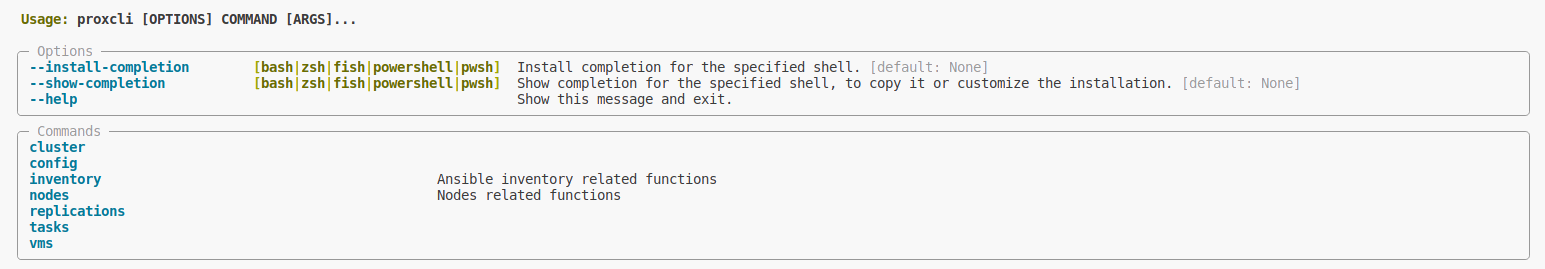 Usage: proxcli [OPTIONS] COMMAND [ARGS]...
Options
--install-completion [bash|zsh|fish|powershell|pwsh] Install completion for the specified shell. [default: None]
--show-completion [bash|zsh|fish|powershell|pwsh] Show completion for the specified shell, to copy it or customize the installation. [default: None]
--help Show this message and exit.
Commands
cluster
config
inventory Ansible inventory related functions
nodes Nodes related functions
replications
tasks
vms